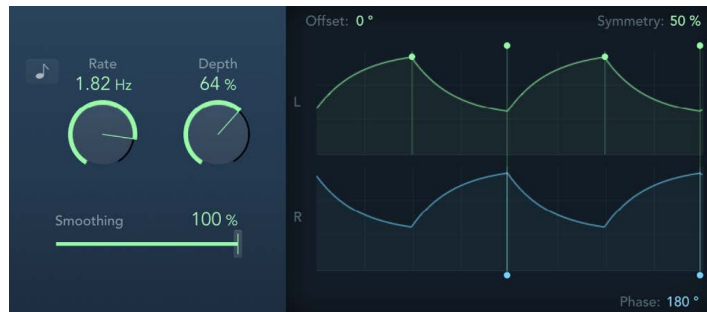 Offset: 0 ° Symmetry: 50 %
Rate Depth
1.82 Hz 64 %
L
Smoothing 100 %
R
Phase: 180 °